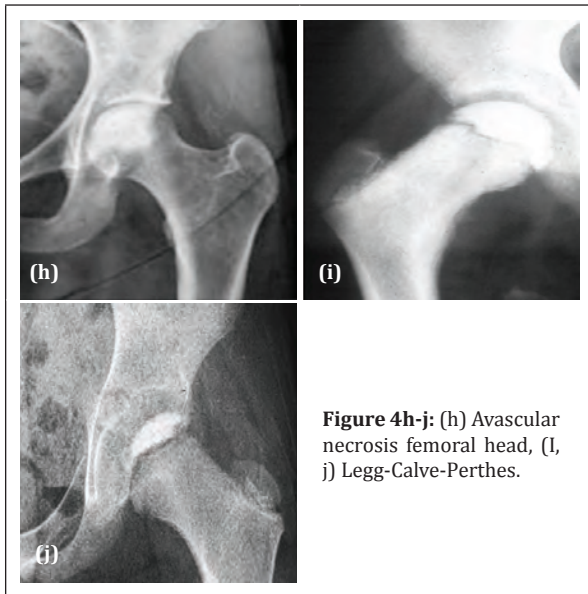 (h)
(i)
(j)
Figure 4h-j: (h) Avascular
necrosis femoral head, (I,
j) Legg-Calve-Perthes.